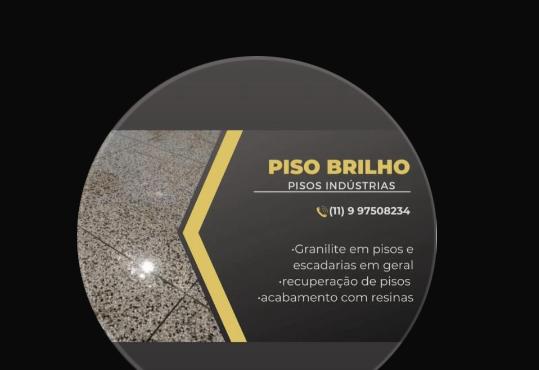 PISO BRILHO
PISOS INDÚSTRIAS
(11) 9 97508234
•Granilite em pisos e
escadarias em geral
•recuperação de pisos
•acabamento com resinas